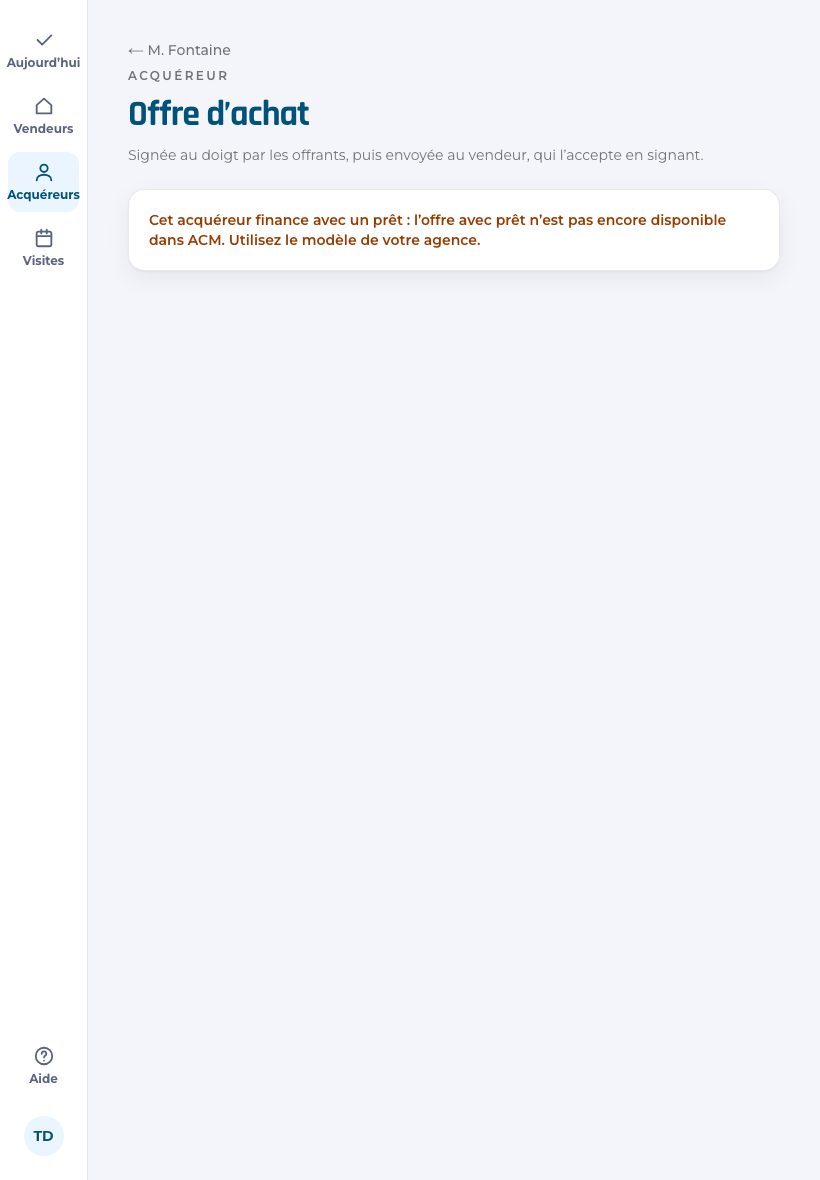 Aujourd’hui
Vendeurs
Acquéreurs
Visites
Aide
TD
← M. Fontaine
ACQUÉREUR
Offre d’achat
Signée au doigt par les offrants, puis envoyée au vendeur, qui l’accepte en signant.
Cet acquéreur finance avec un prêt : l’offre avec prêt n’est pas encore disponible
dans ACM. Utilisez le modèle de votre agence.